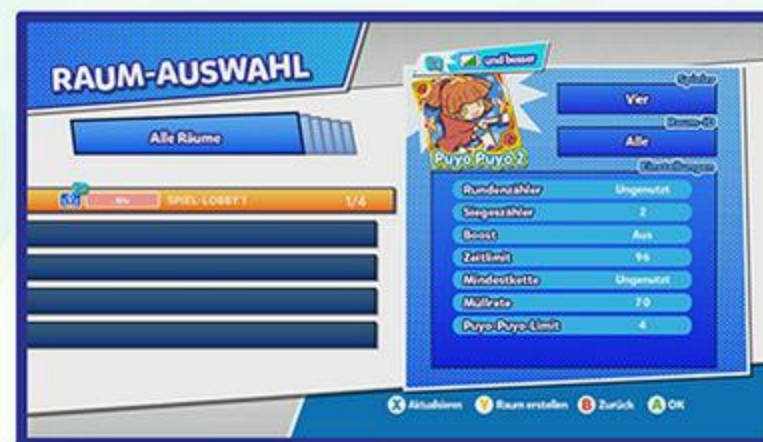 RAUM-AUSWAHL
Alle Räume
SPIEL-LOBBY 1 1/4
und besser
Puyo Puyo 2
Spieler
Vier
Raum-ID
Alle
Einstellungen
Rundenzähler Ungenutzt
Siegeszähler 2
Boost Aus
Zeitlimit 96
Mindestkette Ungenutzt
Müllrate 70
Puyo-Puyo-Limit 4
X Aktualisieren Y Raum erstellen B Zurück A OK